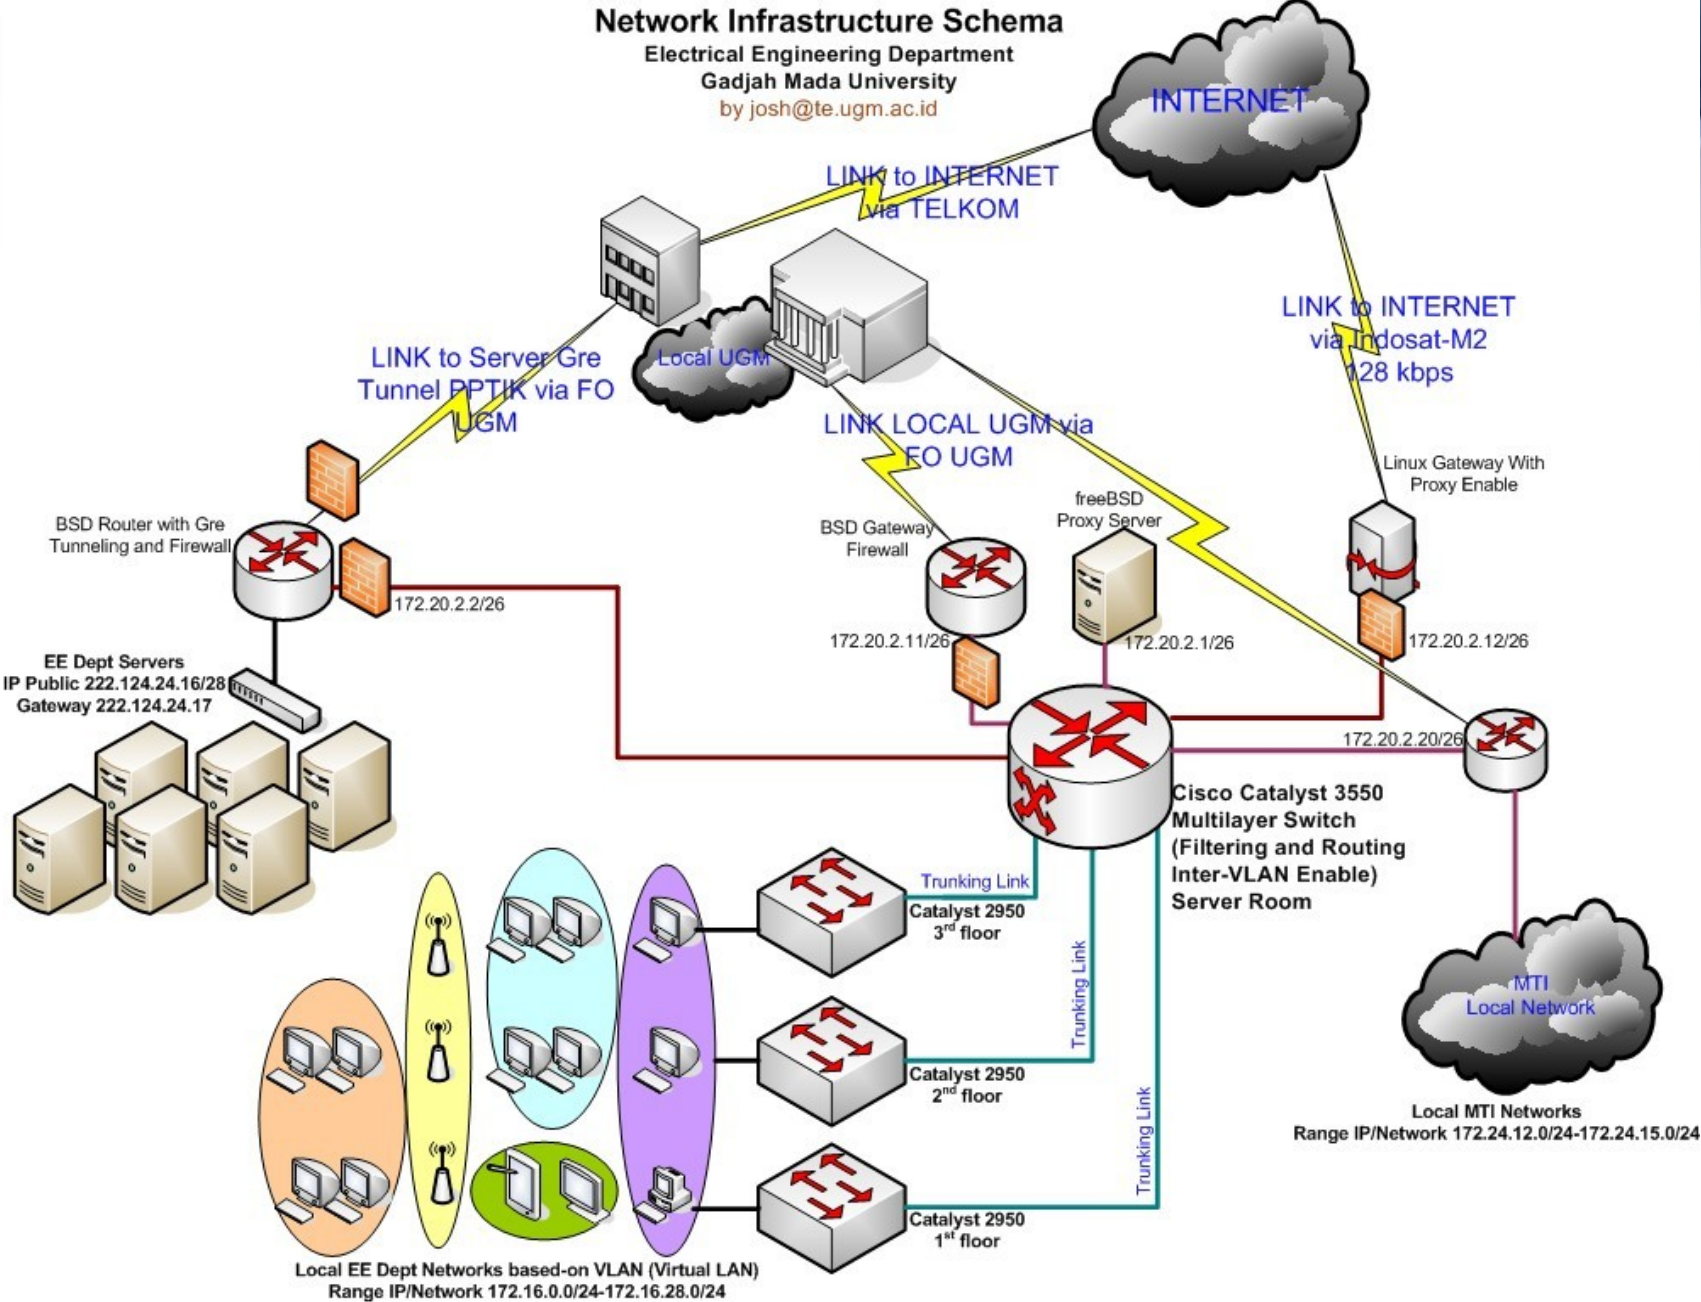 Network Infrastructure Schema
Electrical Engineering Department
Gadjah Mada University
by josh@te.ugm.ac.id
INTERNET
LINK to INTERNET
via TELKOM
LINK to INTERNET
via Indosat-M2
128 kbps
LINK to Server Gre
Tunnel PPTIK via FO
UGM
Local UGM
LINK LOCAL UGM via
FO UGM
Linux Gateway With
Proxy Enable
freeBSD
Proxy Server
BSD Gateway
Firewall
BSD Router with Gre
Tunneling and Firewall
172.20.2.2/26
172.20.2.11/26
172.20.2.1/26
172.20.2.12/26
EE Dept Servers
IP Public 222.124.24.16/28
Gateway 222.124.24.17
172.20.2.20/26
Cisco Catalyst 3550
Multilayer Switch
(Filtering and Routing
Inter-VLAN Enable)
Server Room
Trunking Link
Catalyst 2950
3rd floor
Trunking Link
Catalyst 2950
2nd floor
Trunking Link
Catalyst 2950
1st floor
MTI
Local Network
Local MTI Networks
Range IP/Network 172.24.12.0/24-172.24.15.0/24
Local EE Dept Networks based-on VLAN (Virtual LAN)
Range IP/Network 172.16.0.0/24-172.16.28.0/24